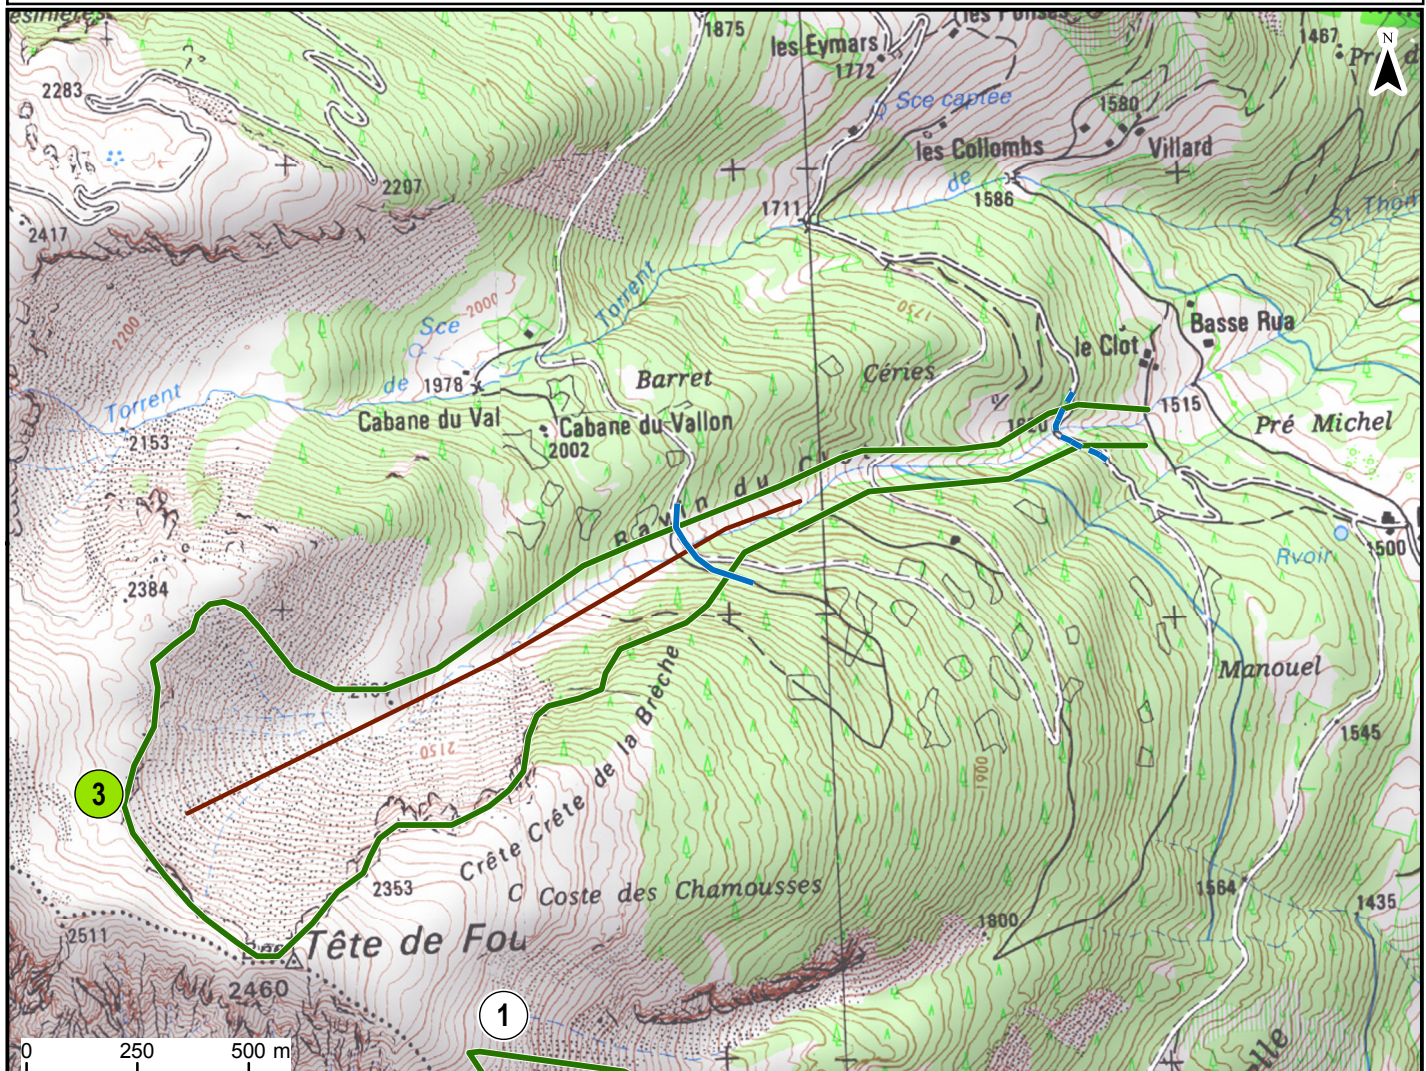 1875
les Eymars
1772
1467
N
2283
Sce captée
1580
les Collombs
Villard
2207
de
1586
1711
2417
Torrent
2000
1750
2200
Sce
Basse Rua
le Clot
Barret
Céries
de
1978
Torrent
Cabane du Val
Cabane du Vallon
2002
1515
Pré Michel
2153
Ravin du
1500
Rvoir
2384
Manouel
2150
1545
1900
3
Crête Crête de la Breche
2353
C Coste des Chamousses
1564
1435
1800
2511
Tête de Fou
2460
1
0 250 500 m